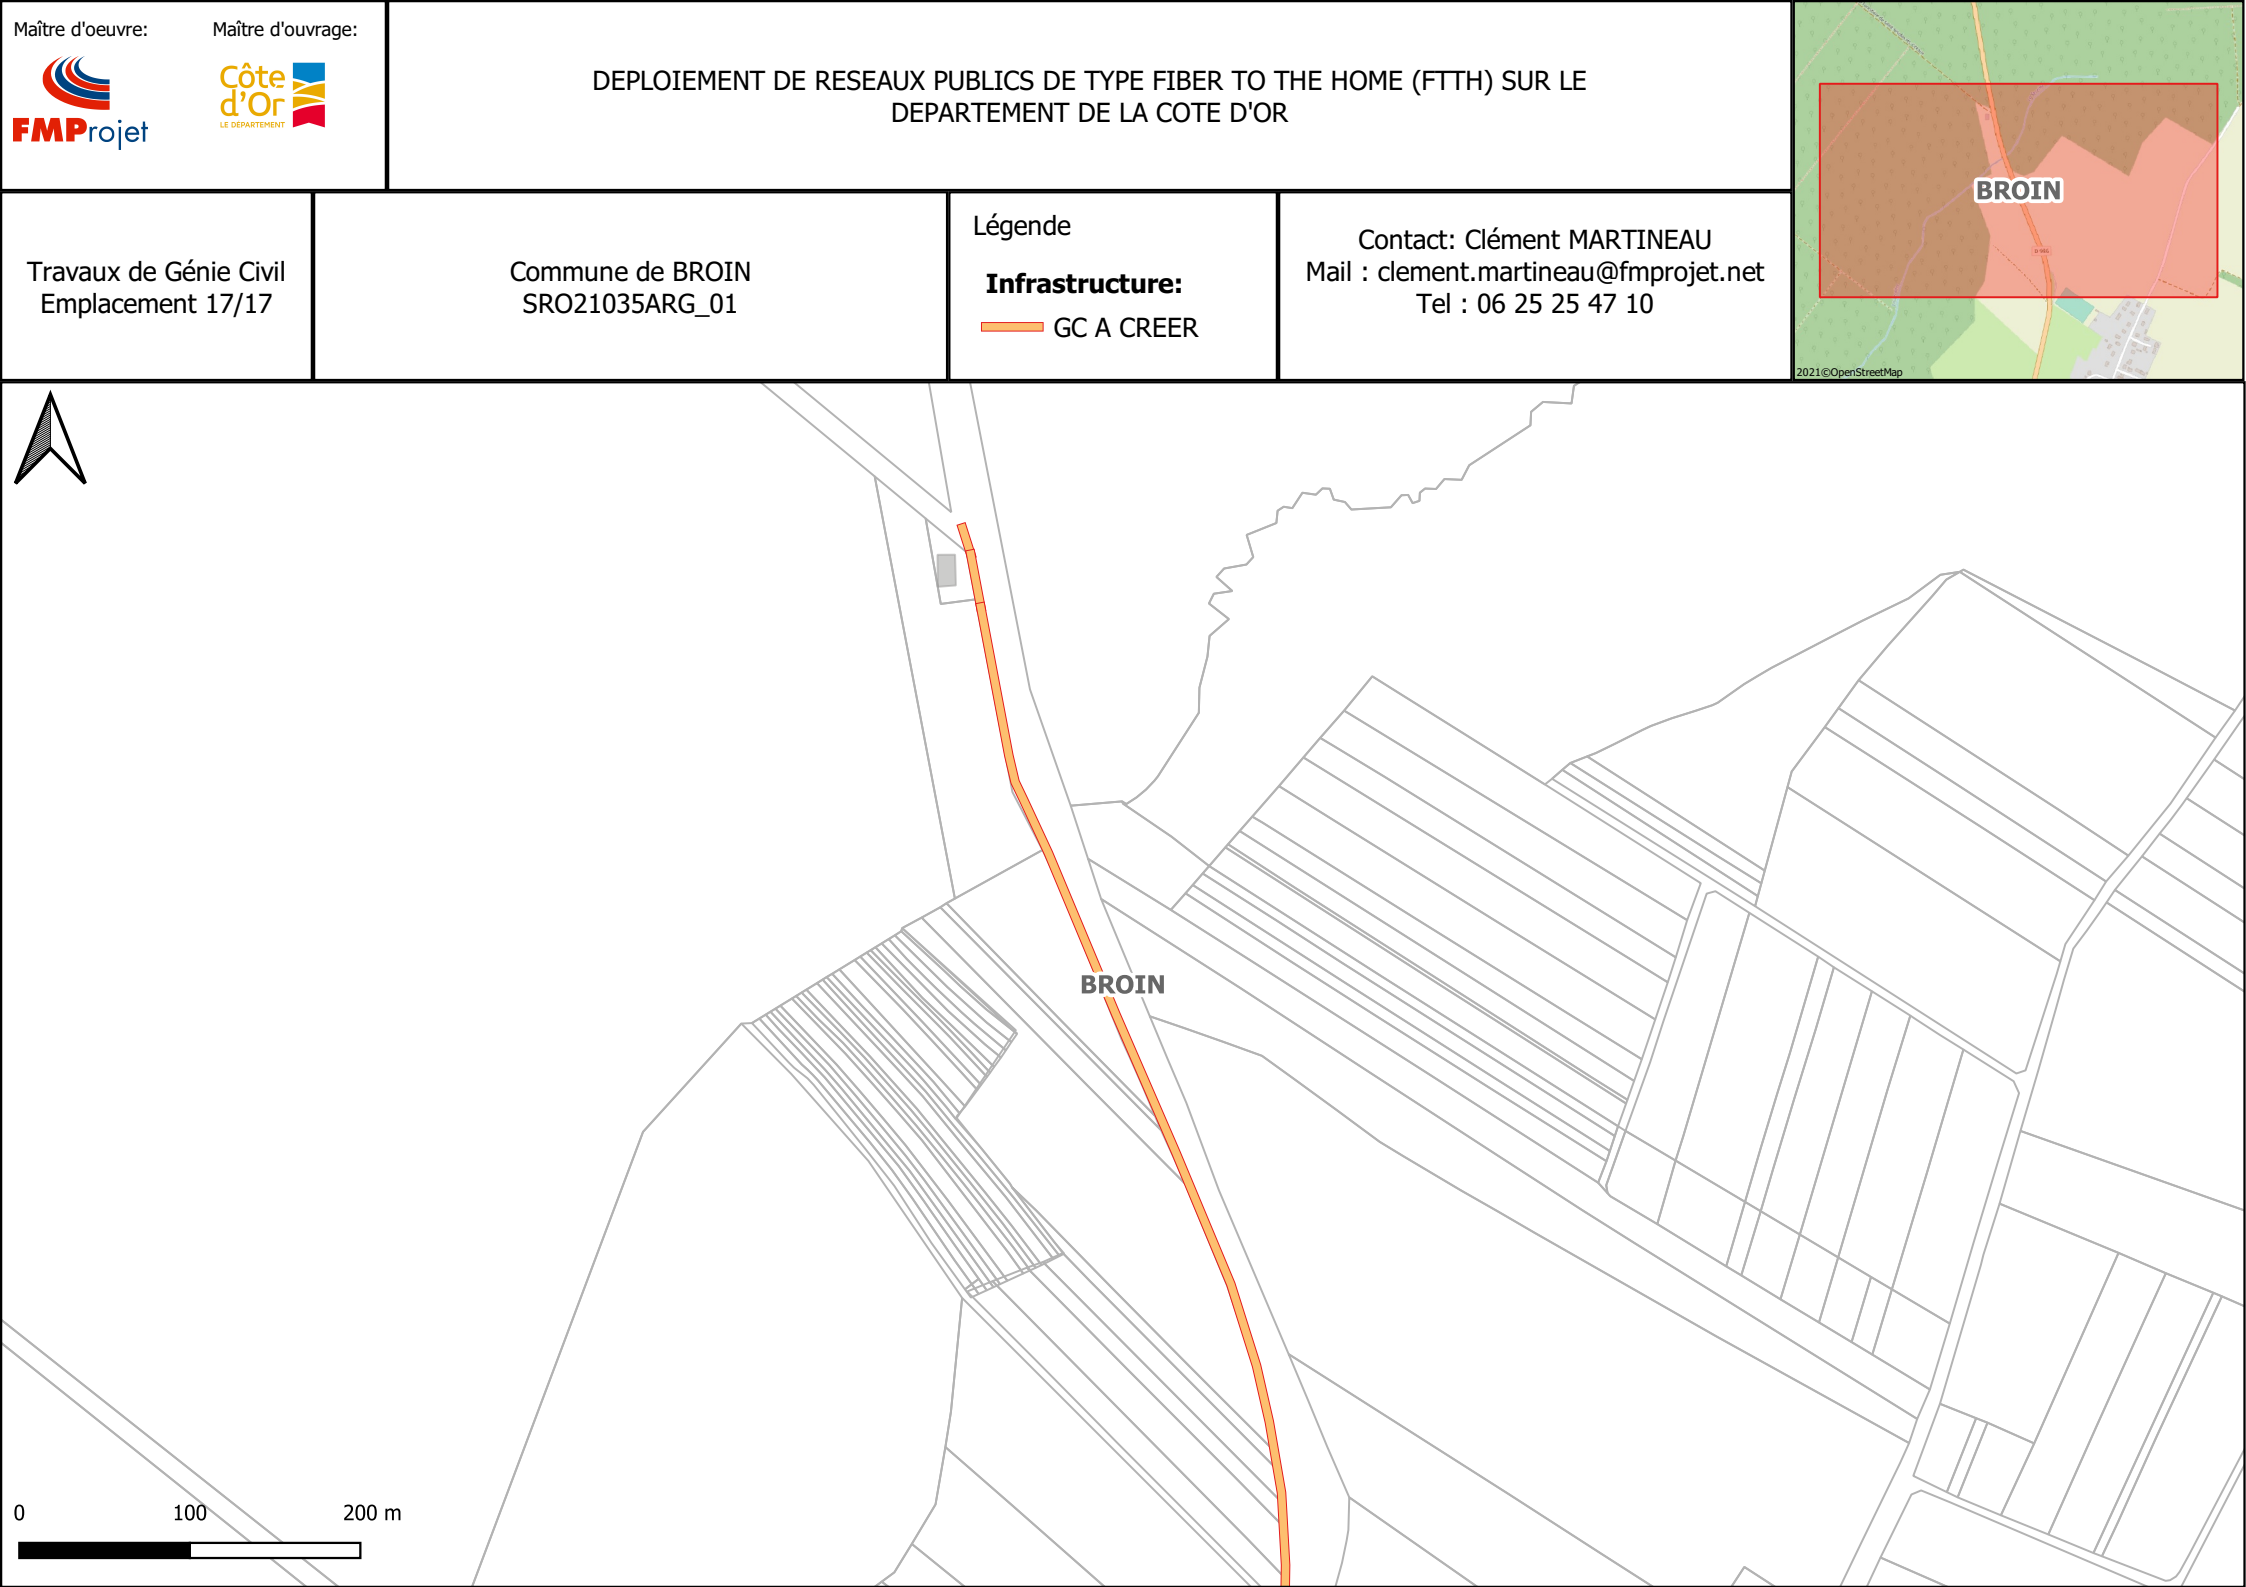 Maître d'oeuvre:
Maître d'ouvrage:
FMProjet
Côte
d'Or
LE DÉPARTEMENT
DEPLOIEMENT DE RESEAUX PUBLICS DE TYPE FIBER TO THE HOME (FTTH) SUR LE
DEPARTEMENT DE LA COTE D'OR
Travaux de Génie Civil
Emplacement 17/17
Commune de BROIN
SRO21035ARG_01
Légende
Infrastructure:
GC A CREER
Contact: Clément MARTINEAU
Mail : clement.martineau@fmprojet.net
Tel : 06 25 25 47 10
BROIN
2021©OpenStreetMap
BROIN
0 100 200 m